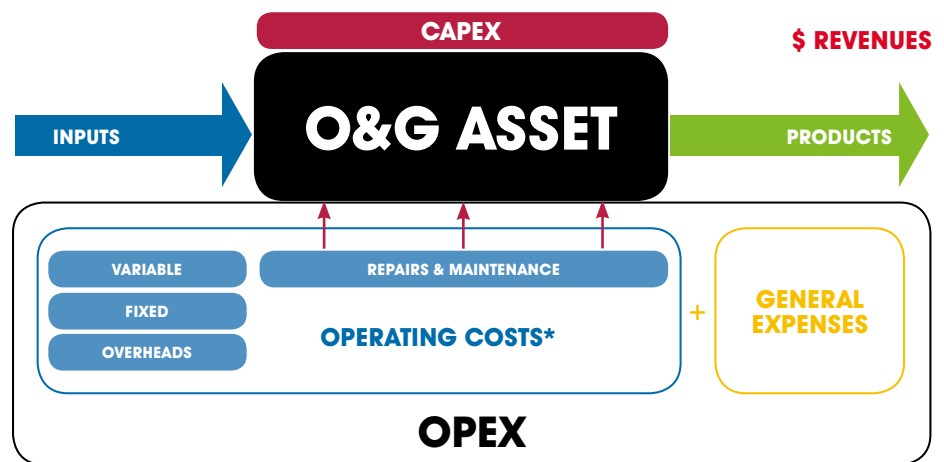 CAPEX
$ REVENUES
INPUTS
O&G ASSET
PRODUCTS
VARIABLE
REPAIRS & MAINTENANCE
FIXED
OVERHEADS
OPERATING COSTS*
+
GENERAL
EXPENSES
OPEX